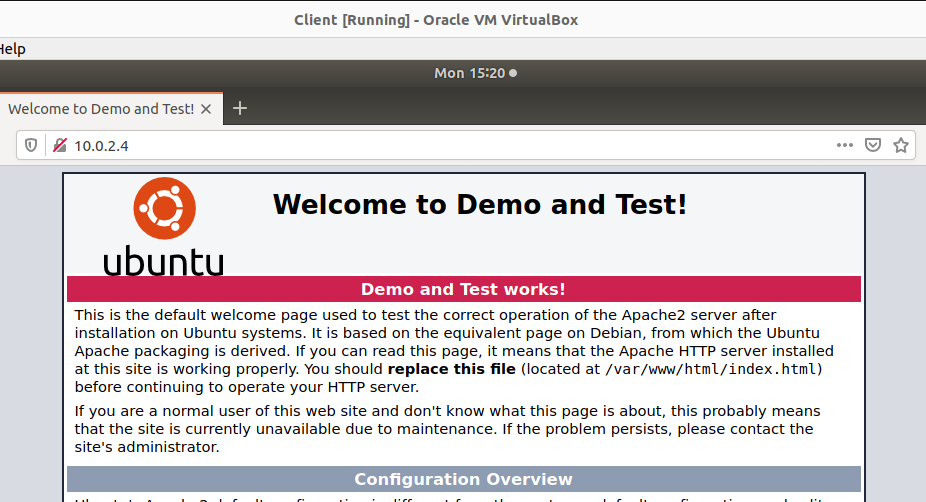 Client [Running] - Oracle VM VirtualBox
Help
Mon 15:20
Welcome to Demo and Test!
10.0.2.4
Welcome to Demo and Test!
ubuntu
Demo and Test works!
This is the default welcome page used to test the correct operation of the Apache2 server after
installation on Ubuntu systems. It is based on the equivalent page on Debian, from which the Ubuntu
Apache packaging is derived. If you can read this page, it means that the Apache HTTP server installed
at this site is working properly. You should replace this file (located at /var/www/html/index.html)
before continuing to operate your HTTP server.
If you are a normal user of this web site and don't know what this page is about, this probably means
that the site is currently unavailable due to maintenance. If the problem persists, please contact the
site's administrator.
Configuration Overview